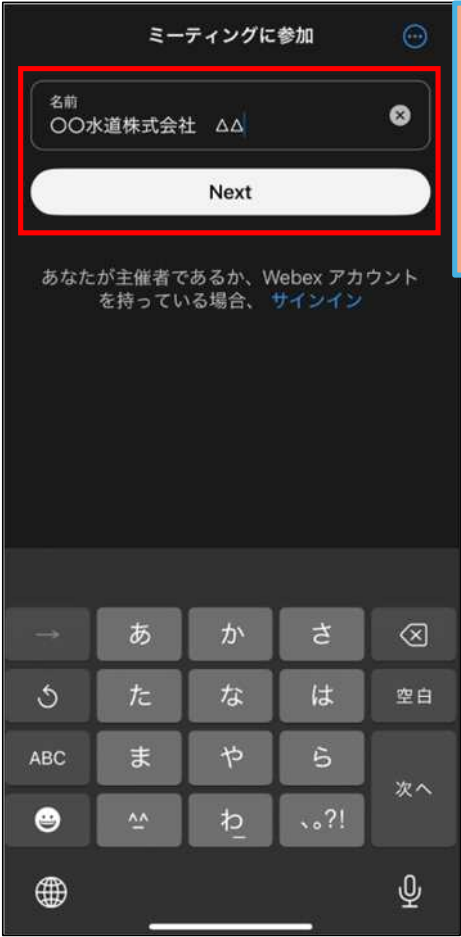 ミーティングに参加
名前
〇〇水道株式会社　△△
Next
あなたが主催者であるか、Webex アカウント
を持っている場合、 サインイン
→ あ か さ
た な は 空白
ABC ま や ら
次へ
^^ わ_ 、。?!